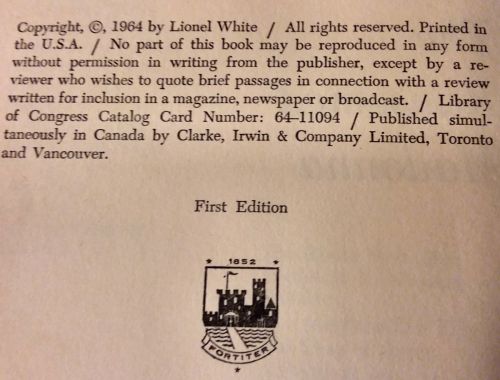 Copyright, ©, 1964 by Lionel White / All rights reserved. Printed in
the U.S.A. / No part of this book may be reproduced in any form
without permission in writing from the publisher, except by a re-
viewer who wishes to quote brief passages in connection with a review
written for inclusion in a magazine, newspaper or broadcast. / Library
of Congress Catalog Card Number: 64–11094 / Published simul-
taneously in Canada by Clarke, Irwin & Company Limited, Toronto
and Vancouver.
First Edition
* 1852 *
FORTITER
*